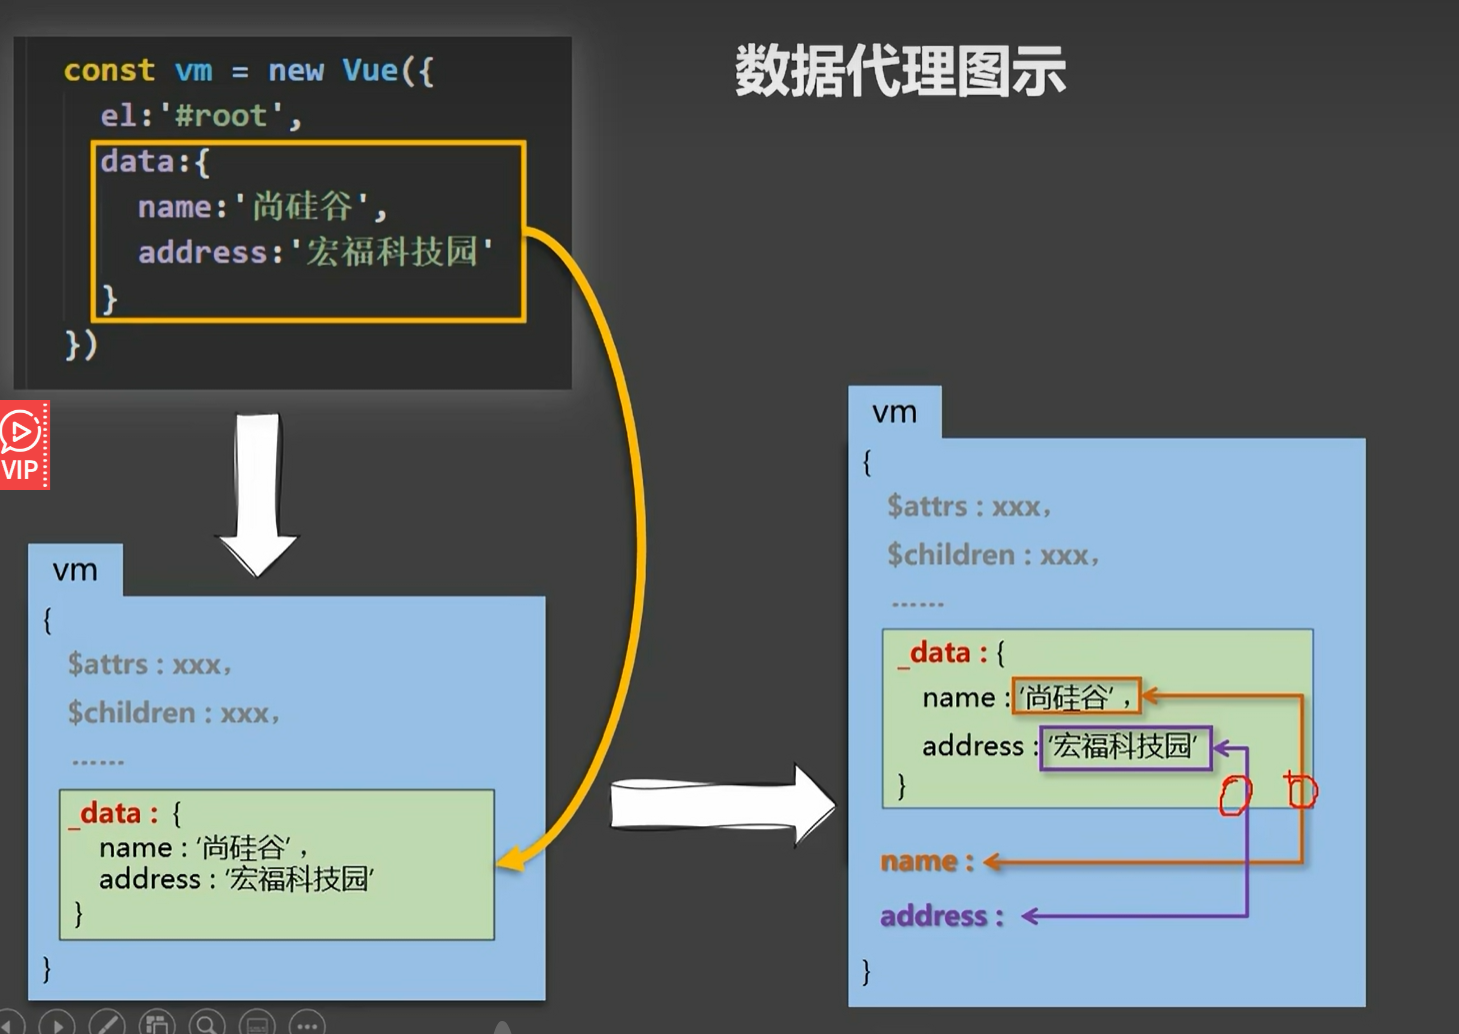 数据代理图示
const vm = new Vue({
el:'#root',
data:{
name:'尚硅谷',
address:'宏福科技园'
}
})
VIP
vm
{
$attrs : xxx，
$children : xxx，
......
_data : {
name : '尚硅谷' ，
address : '宏福科技园'
}
}
vm
{
$attrs : xxx，
$children : xxx，
......
_data : {
name : '尚硅谷' ，
address : '宏福科技园'
}
name :
address :
}